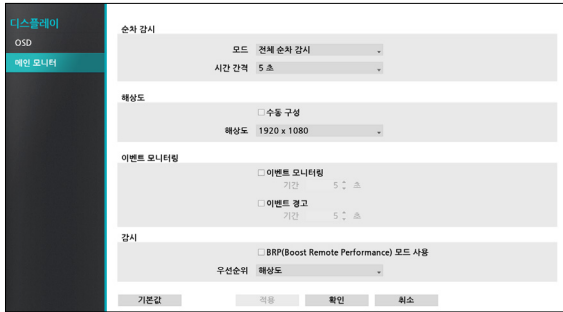 디스플레이
OSD
메인 모니터
순차 감시
모드 전체 순차 감시
시간 간격 5 초
해상도
수동 구성
해상도 1920 x 1080
이벤트 모니터링
이벤트 모니터링
기간 5 초
이벤트 경고
기간 5 초
감시
BRP(Boost Remote Performance) 모드 사용
우선순위 해상도
기본값 적용 확인 취소